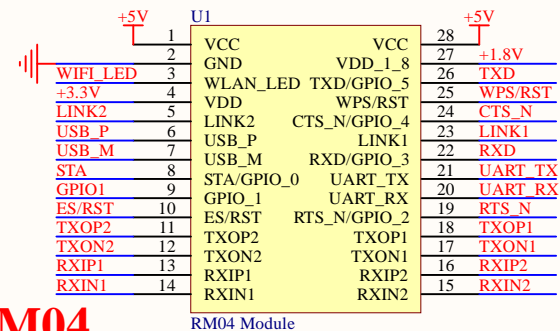 +5V U1 +5V
1 VCC VCC 28
2 GND VDD_1_8 27 +1.8V
WIFI_LED 3 WLAN_LED TXD/GPIO_5 26 TXD
+3.3V 4 VDD WPS/RST 25 WPS/RST
LINK2 5 LINK2 CTS_N/GPIO_4 24 CTS_N
USB_P 6 USB_P LINK1 23 LINK1
USB_M 7 USB_M RXD/GPIO_3 22 RXD
STA 8 STA/GPIO_0 UART_TX 21 UART_TX
GPIO1 9 GPIO_1 UART_RX 20 UART_RX
ES/RST 10 ES/RST RTS_N/GPIO_2 19 RTS_N
TXOP2 11 TXOP2 TXOP1 18 TXOP1
TXON2 12 TXON2 TXON1 17 TXON1
RXIP1 13 RXIP1 RXIP2 16 RXIP2
RXIN1 14 RXIN1 RXIN2 15 RXIN2
M04
RM04 Module